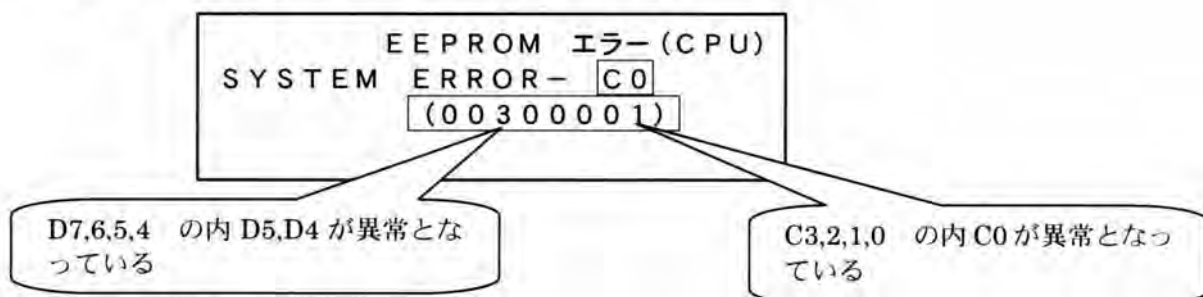 EEPROM エラー(CPU)
SYSTEM ERROR- C0
(00300001)
D7,6,5,4 の内 D5,D4 が異常とな
っている
C3,2,1,0 の内 C0 が異常となっ
ている